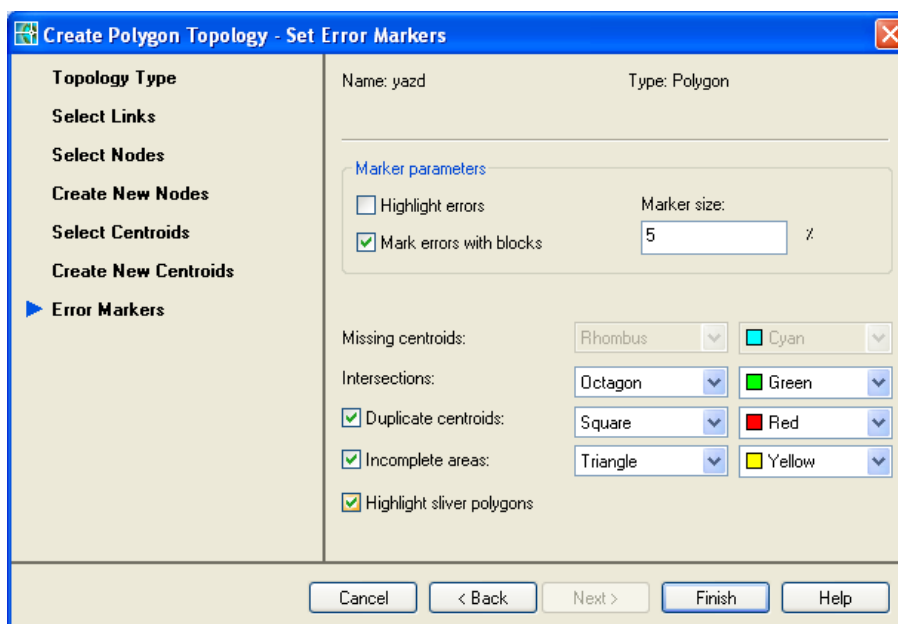 Create Polygon Topology - Set Error Markers
Topology Type
Select Links
Select Nodes
Create New Nodes
Select Centroids
Create New Centroids
Error Markers
Name: yazd Type: Polygon
Marker parameters
Highlight errors
Marker size:
Mark errors with blocks
5 %
Missing centroids: Rhombus Cyan
Intersections: Octagon Green
Duplicate centroids: Square Red
Incomplete areas: Triangle Yellow
Highlight sliver polygons
Cancel < Back Next > Finish Help